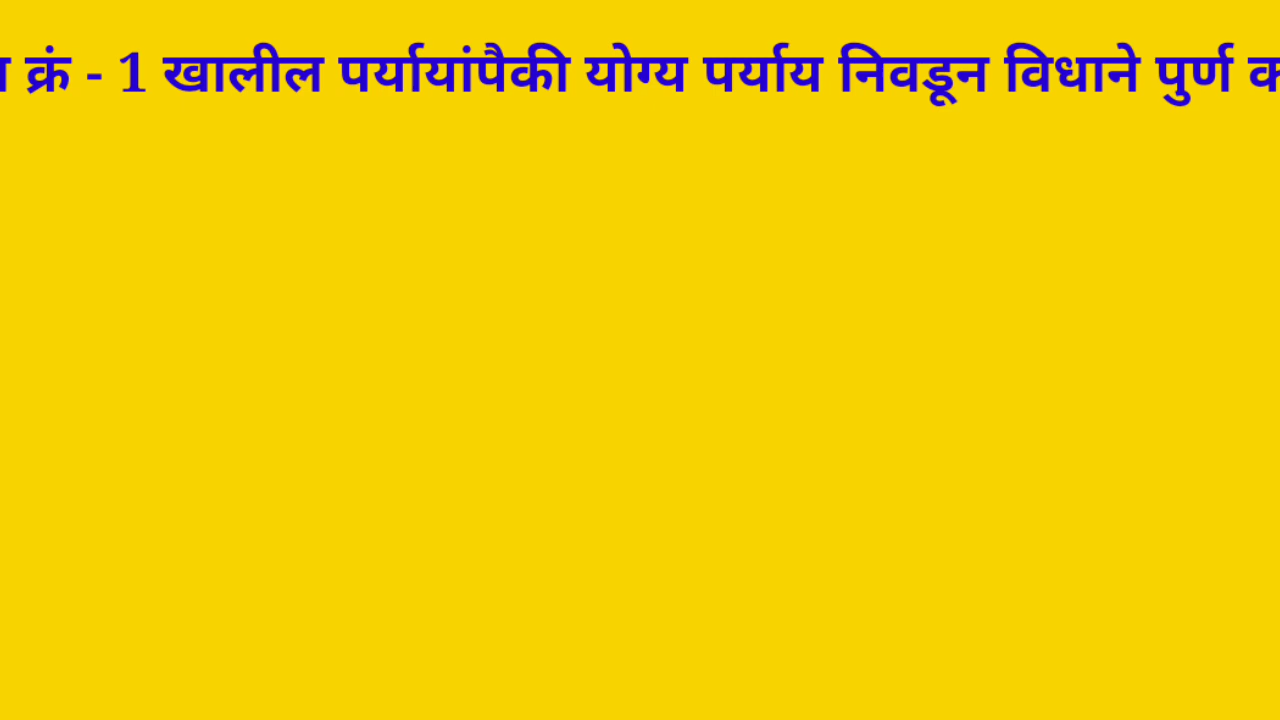 क्रं - 1 खालील पर्यायांपैकी योग्य पर्याय निवडून विधाने पुर्ण